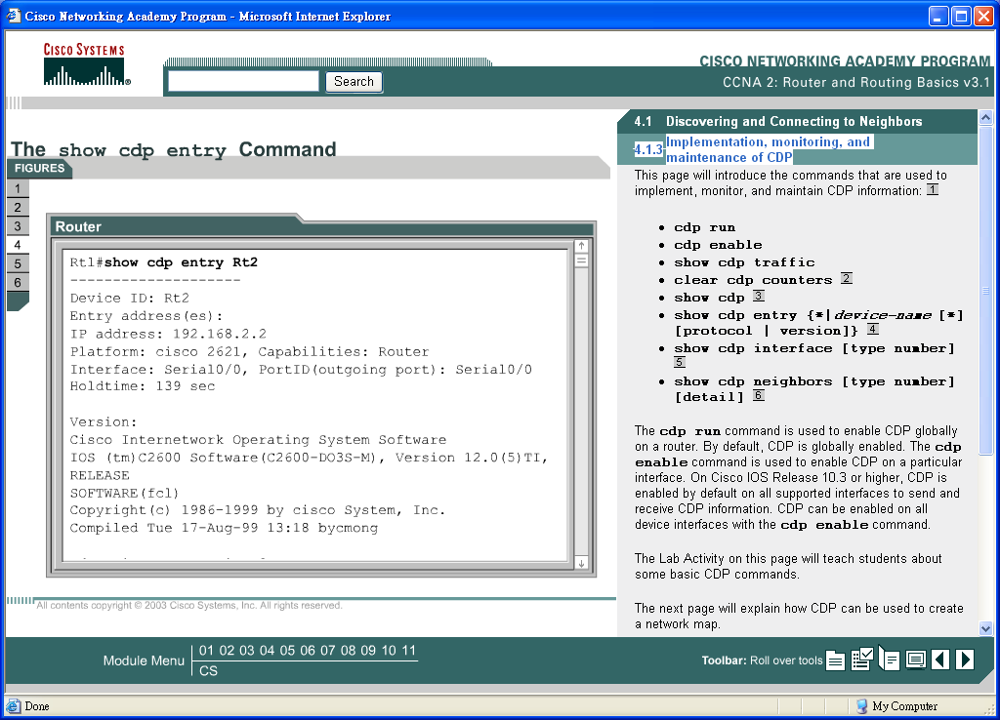 Cisco Networking Academy Program - Microsoft Internet Explorer
CISCO SYSTEMS
®
Search
CISCO NETWORKING ACADEMY PROGRAM
CCNA 2: Router and Routing Basics v3.1
The show cdp entry Command
FIGURES
1
2
3
4
5
6
Router
Rt1#show cdp entry Rt2
--------------------
Device ID: Rt2
Entry address(es):
IP address: 192.168.2.2
Platform: cisco 2621, Capabilities: Router
Interface: Serial0/0, PortID(outgoing port): Serial0/0
Holdtime: 139 sec
Version:
Cisco Internetwork Operating System Software
IOS (tm)C2600 Software(C2600-DO3S-M), Version 12.0(5)TI,
RELEASE
SOFTWARE(fcl)
Copyright(c) 1986-1999 by cisco System, Inc.
Compiled Tue 17-Aug-99 13:18 bycmong
4.1 Discovering and Connecting to Neighbors
4.1.3 Implementation, monitoring, and
maintenance of CDP
This page will introduce the commands that are used to
implement, monitor, and maintain CDP information: 1
• cdp run
• cdp enable
• show cdp traffic
• clear cdp counters 2
• show cdp 3
• show cdp entry {*|device-name [*]
[protocol | version]} 4
• show cdp interface [type number]
5
• show cdp neighbors [type number]
[detail] 6
The cdp run command is used to enable CDP globally
on a router. By default, CDP is globally enabled. The cdp
enable command is used to enable CDP on a particular
interface. On Cisco IOS Release 10.3 or higher, CDP is
enabled by default on all supported interfaces to send and
receive CDP information. CDP can be enabled on all
device interfaces with the cdp enable command.
The Lab Activity on this page will teach students about
some basic CDP commands.
The next page will explain how CDP can be used to create
a network map.
All contents copyright © 2003 Cisco Systems, Inc. All rights reserved.
Module Menu
01 02 03 04 05 06 07 08 09 10 11
CS
Toolbar: Roll over tools
Done
My Computer